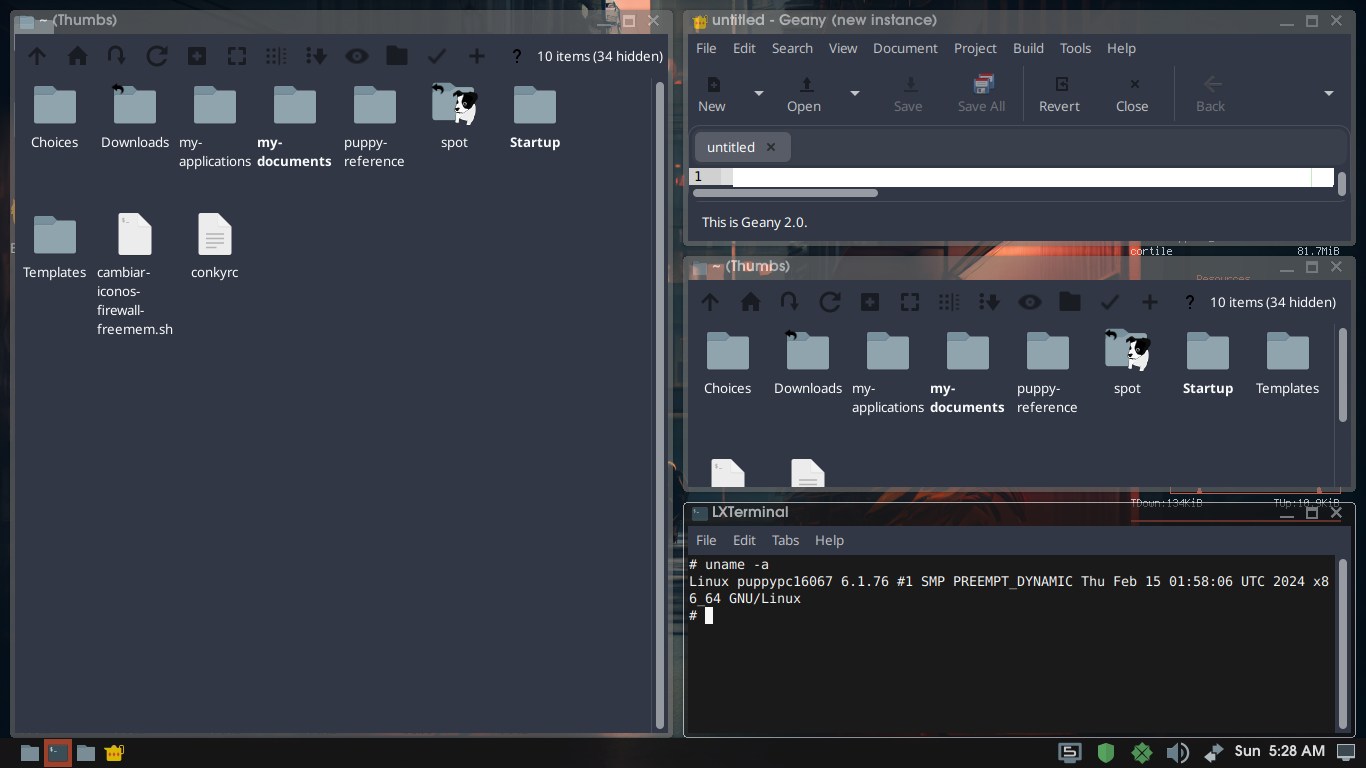 ~ (Thumbs)
10 items (34 hidden)
Choices
Downloads
my-
applications
my-
documents
puppy-
reference
spot
Startup
Templates
cambiar-
iconos-
firewall-
freemem.sh
conkyrc
untitled - Geany (new instance)
File Edit Search View Document Project Build Tools Help
New Open Save Save All Revert Close Back
untitled
1
This is Geany 2.0.
cortile 81.7MiB
Resources
~ (Thumbs)
10 items (34 hidden)
Choices
Downloads
my-
applications
my-
documents
puppy-
reference
spot
Startup
Templates
TDown:134KiB TUp:10.9KiB
LXTerminal
File Edit Tabs Help
# uname -a
Linux puppypc16067 6.1.76 #1 SMP PREEMPT_DYNAMIC Thu Feb 15 01:58:06 UTC 2024 x8
6_64 GNU/Linux
#
Sun 5:28 AM